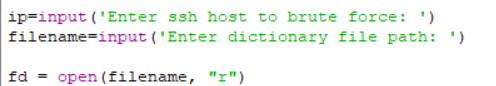 ip=input('Enter ssh host to brute force: ')
filename=input('Enter dictionary file path: ')
fd = open(filename, "r")